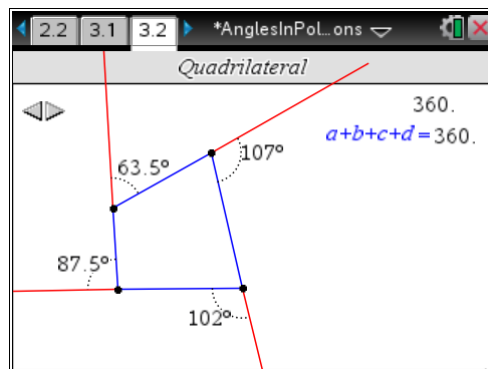 2.2 3.1 3.2 *AnglesInPol...ons
Quadrilateral
360.
a+b+c+d=360.
63.5°
107°
87.5°
102°